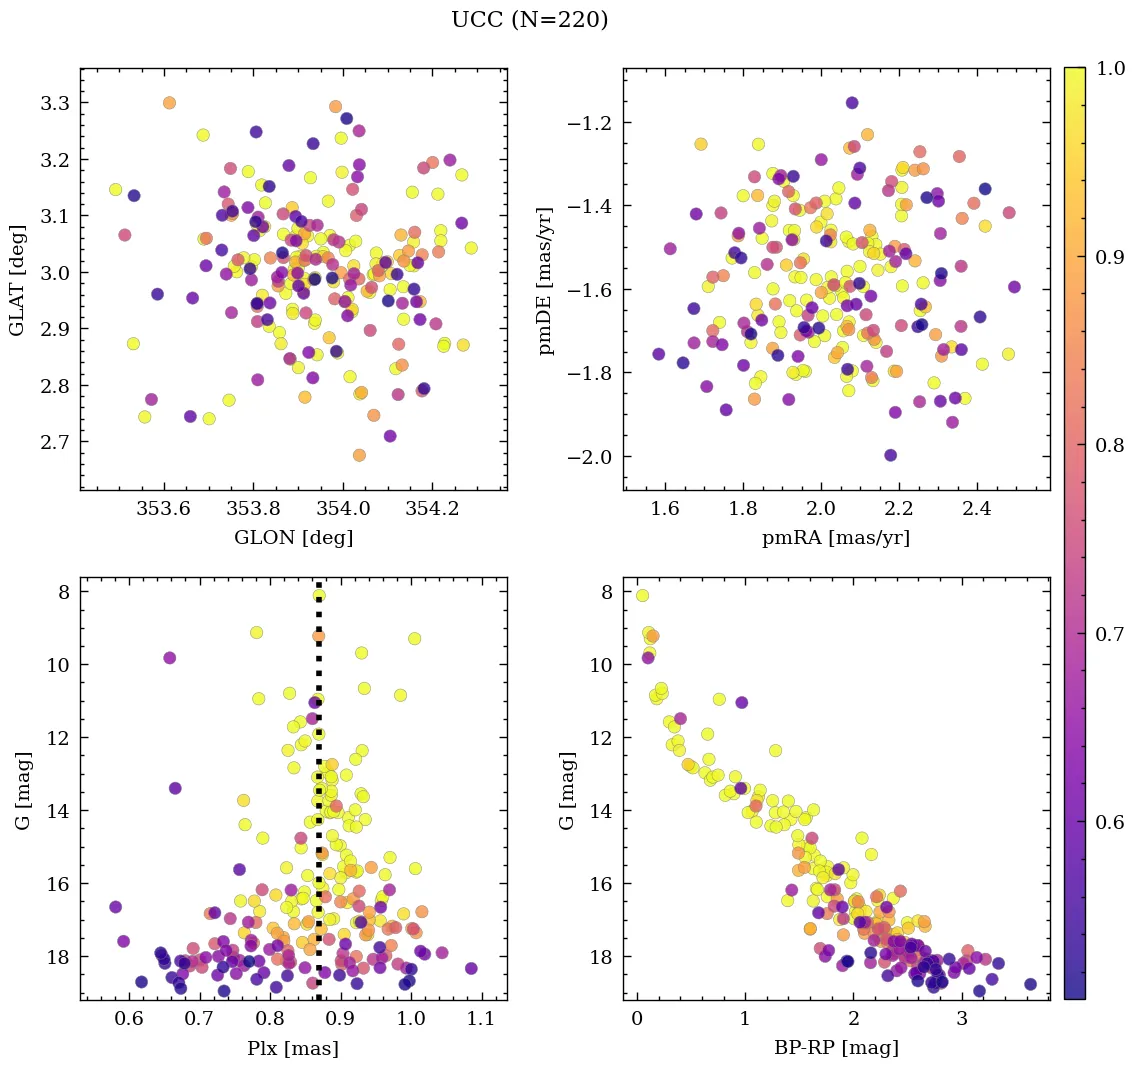 UCC (N=220)
3.3
3.2
3.1
3.0
2.9
2.8
2.7
GLAT [deg]
353.6 353.8 354.0 354.2
GLON [deg]
−1.2
−1.4
−1.6
−1.8
−2.0
pmDE [mas/yr]
1.6 1.8 2.0 2.2 2.4
pmRA [mas/yr]
1.0
0.9
0.8
0.7
0.6
8
10
12
14
16
18
G [mag]
0.6 0.7 0.8 0.9 1.0 1.1
Plx [mas]
8
10
12
14
16
18
G [mag]
0 1 2 3
BP-RP [mag]